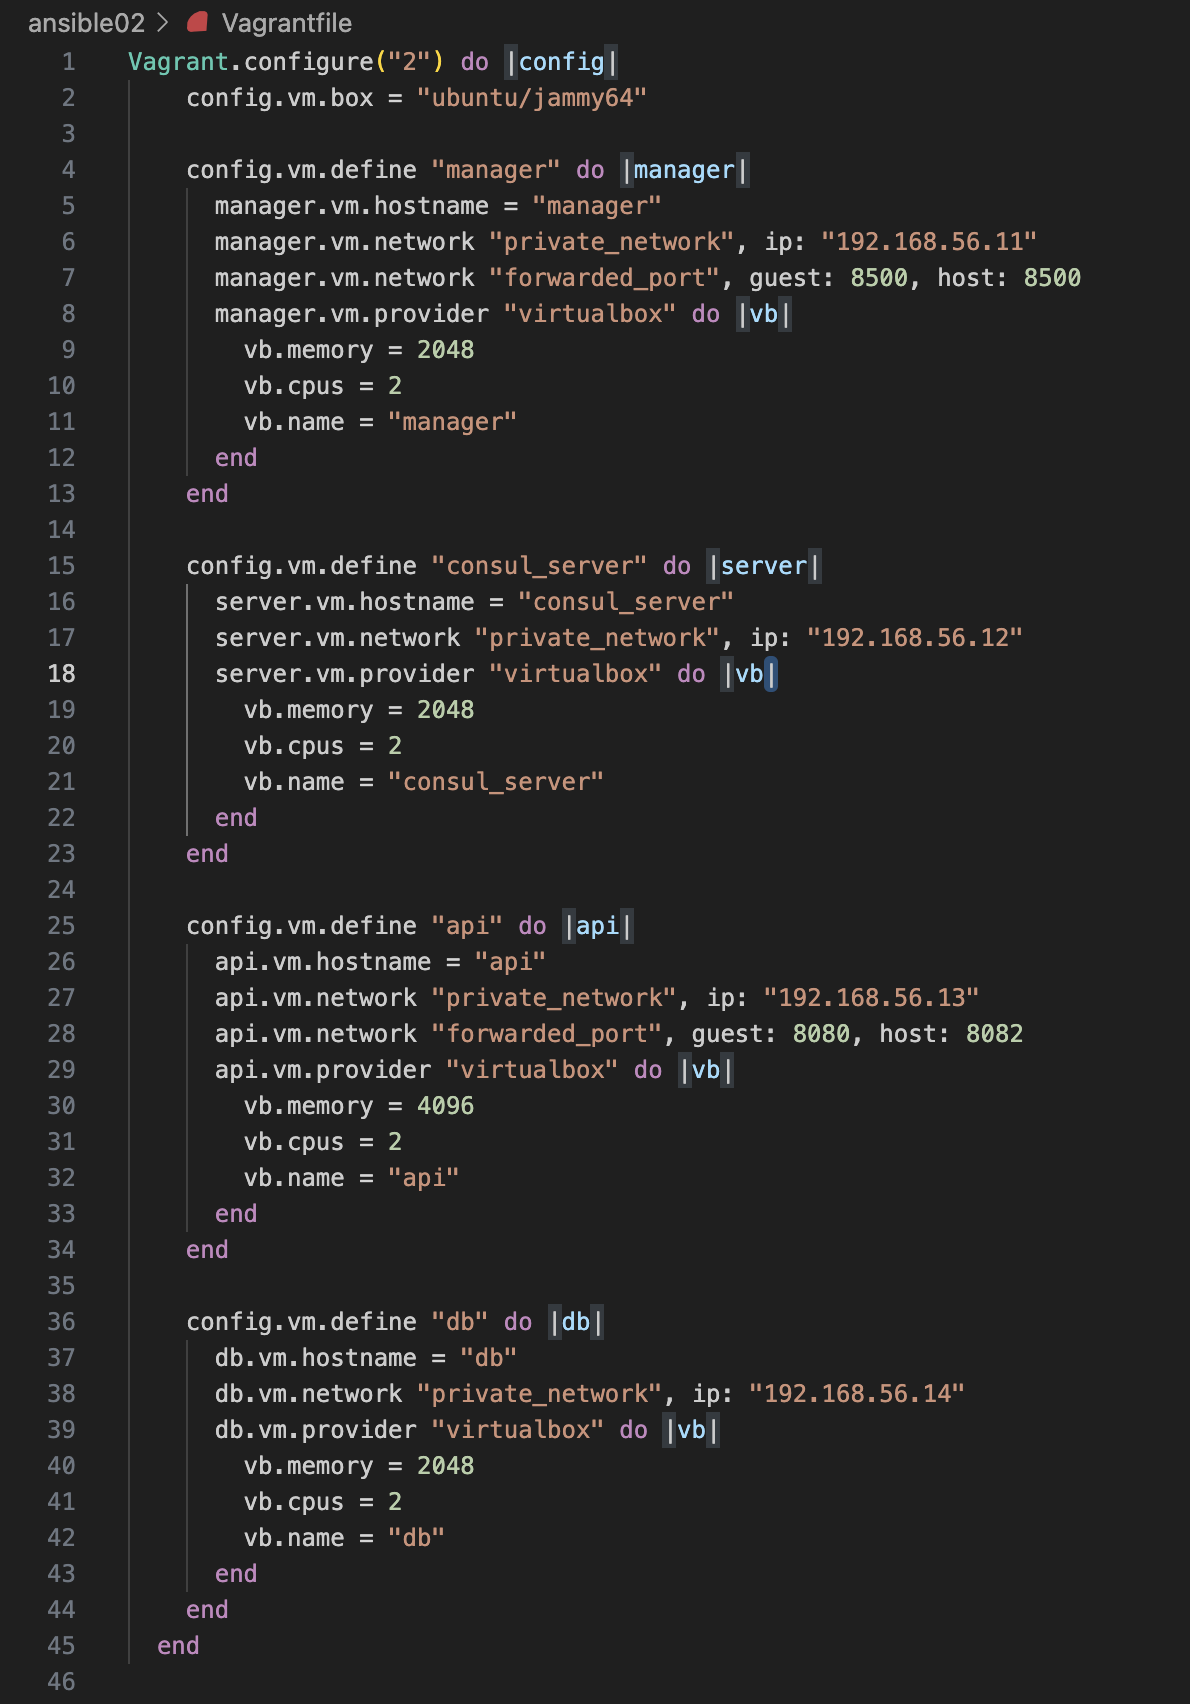 ansible02 > Vagrantfile
1 Vagrant.configure("2") do |config|
2 config.vm.box = "ubuntu/jammy64"
3
4 config.vm.define "manager" do |manager|
5 manager.vm.hostname = "manager"
6 manager.vm.network "private_network", ip: "192.168.56.11"
7 manager.vm.network "forwarded_port", guest: 8500, host: 8500
8 manager.vm.provider "virtualbox" do |vb|
9 vb.memory = 2048
10 vb.cpus = 2
11 vb.name = "manager"
12 end
13 end
14
15 config.vm.define "consul_server" do |server|
16 server.vm.hostname = "consul_server"
17 server.vm.network "private_network", ip: "192.168.56.12"
18 server.vm.provider "virtualbox" do |vb|
19 vb.memory = 2048
20 vb.cpus = 2
21 vb.name = "consul_server"
22 end
23 end
24
25 config.vm.define "api" do |api|
26 api.vm.hostname = "api"
27 api.vm.network "private_network", ip: "192.168.56.13"
28 api.vm.network "forwarded_port", guest: 8080, host: 8082
29 api.vm.provider "virtualbox" do |vb|
30 vb.memory = 4096
31 vb.cpus = 2
32 vb.name = "api"
33 end
34 end
35
36 config.vm.define "db" do |db|
37 db.vm.hostname = "db"
38 db.vm.network "private_network", ip: "192.168.56.14"
39 db.vm.provider "virtualbox" do |vb|
40 vb.memory = 2048
41 vb.cpus = 2
42 vb.name = "db"
43 end
44 end
45 end
46